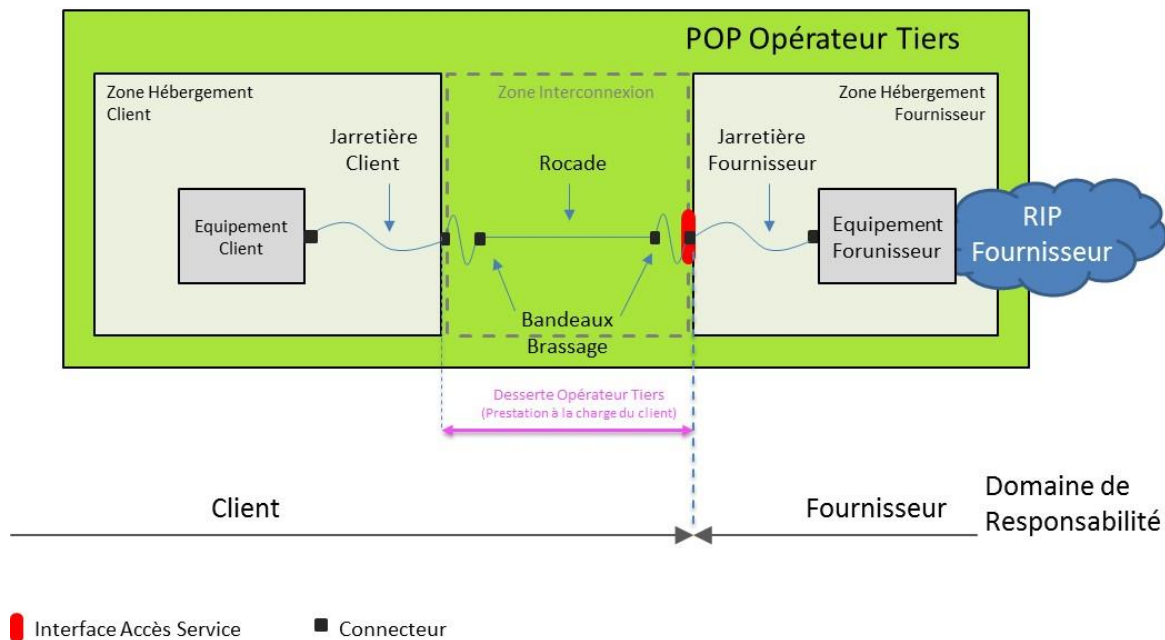 POP Opérateur Tiers
Zone Hébergement
Client
Zone Interconnexion
Zone Hébergement
Fournisseur
Jarretière
Client
Rocade
Jarretière
Fournisseur
Equipement
Client
Equipement
Forunisseur
RIP
Fournisseur
Bandeaux
Brassage
Desserte Opérateur Tiers
(Prestation à la charge du client)
Client
Fournisseur
Domaine de
Responsabilité
Interface Accès Service
Connecteur